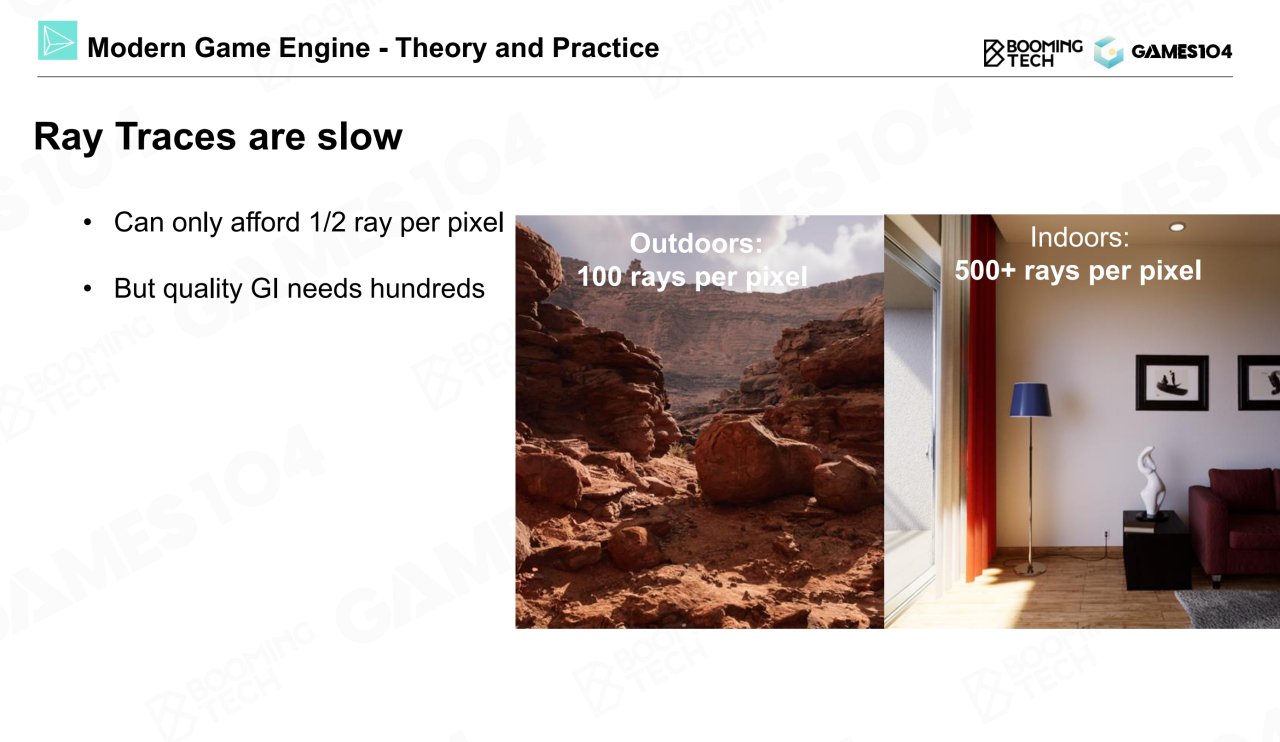 Modern Game Engine - Theory and Practice
BOOMING
TECH
GAMES104
Ray Traces are slow
• Can only afford 1/2 ray per pixel
• But quality GI needs hundreds
Outdoors:
100 rays per pixel
Indoors:
500+ rays per pixel